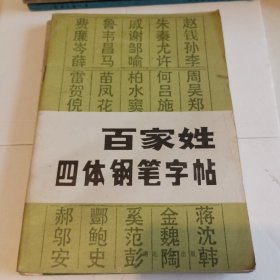 赵钱孙李 周吴郑
朱秦尤许 何吕施
戚谢邹喻 柏水窦
鲁韦昌马 苗凤花
费廉岑薛 雷贺倪
百家姓
四体钢笔字帖
蒋沈韩
金魏陶
奚范彭
酆鲍史
郝邬安